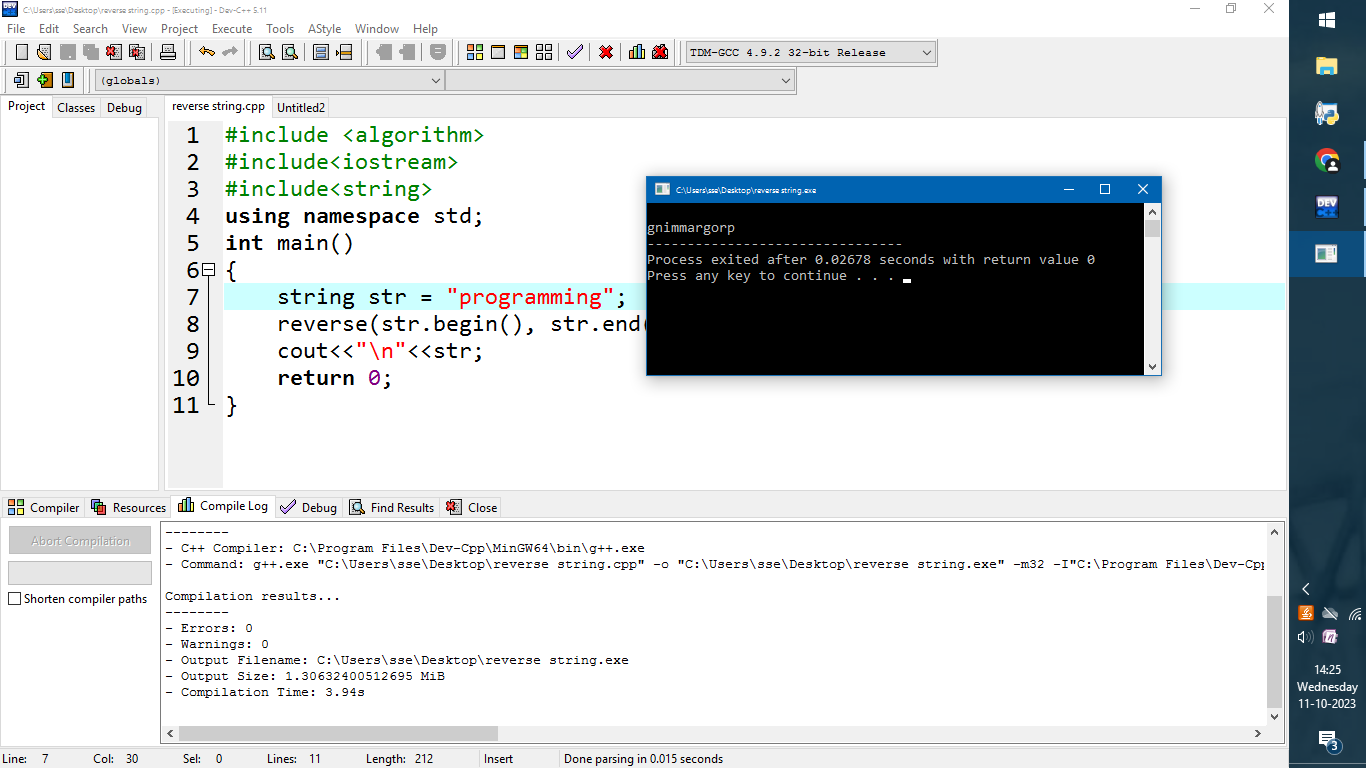 C:\Users\sse\Desktop\reverse string.cpp - [Executing] - Dev-C++ 5.11
File Edit Search View Project Execute Tools AStyle Window Help
TDM-GCC 4.9.2 32-bit Release
(globals)
Project Classes Debug
reverse string.cpp Untitled2
1 #include <algorithm>
2 #include<iostream>
3 #include<string>
4 using namespace std;
5 int main()
6 {
7 string str = "programming";
8 reverse(str.begin(), str.end(
9 cout<<"\n"<<str;
10 return 0;
11 }
C:\Users\sse\Desktop\reverse string.exe
gnimmargorp
--------------------------------
Process exited after 0.02678 seconds with return value 0
Press any key to continue . . .
Compiler Resources Compile Log Debug Find Results Close
Abort Compilation
Shorten compiler paths
--------
- C++ Compiler: C:\Program Files\Dev-Cpp\MinGW64\bin\g++.exe
- Command: g++.exe "C:\Users\sse\Desktop\reverse string.cpp" -o "C:\Users\sse\Desktop\reverse string.exe" -m32 -I"C:\Program Files\Dev-Cpp
Compilation results...
--------
- Errors: 0
- Warnings: 0
- Output Filename: C:\Users\sse\Desktop\reverse string.exe
- Output Size: 1.30632400512695 MiB
- Compilation Time: 3.94s
Line: 7 Col: 30 Sel: 0 Lines: 11 Length: 212 Insert Done parsing in 0.015 seconds
DEV C++
14:25
Wednesday
11-10-2023
3